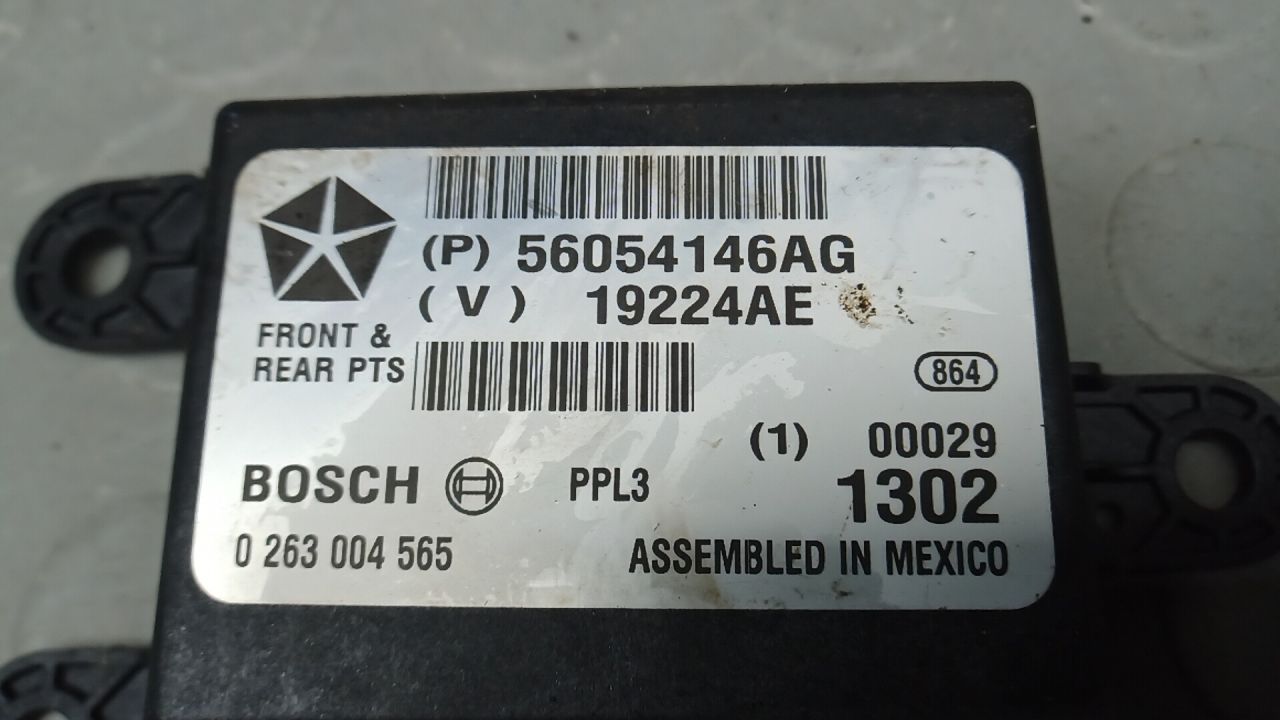 (P) 56054146AG
(V) 19224AE
FRONT &
REAR PTS
864
(1) 00029
BOSCH PPL3 1302
0 263 004 565 ASSEMBLED IN MEXICO